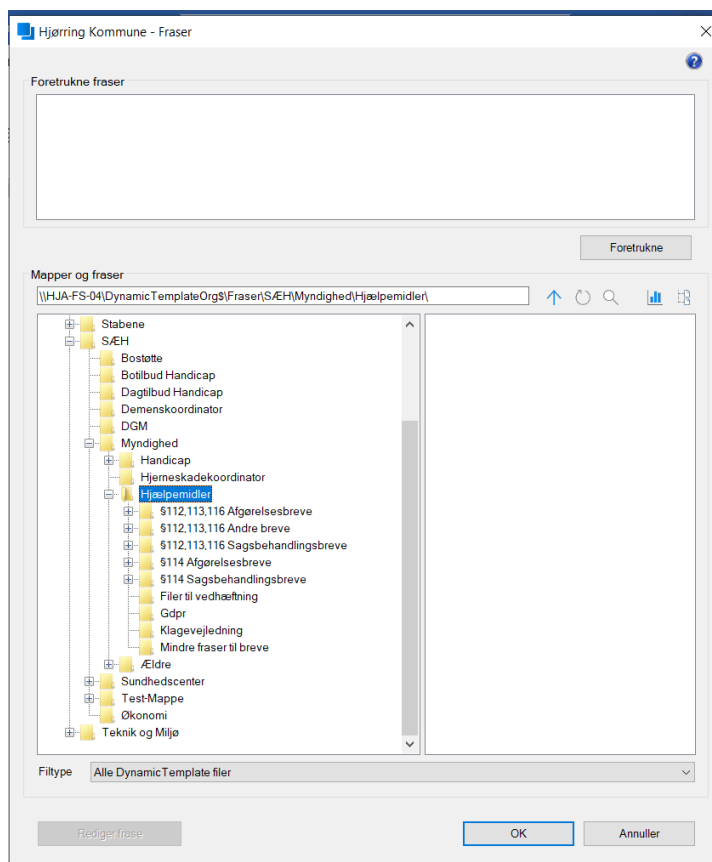 Hjørring Kommune - Fraser
Foretrukne fraser
Foretrukne
Mapper og fraser
\\HJA-FS-04\DynamicTemplateOrg$\Fraser\SÆH\Myndighed\Hjælpemidler\
Stabene
SÆH
Bostøtte
Botilbud Handicap
Dagtilbud Handicap
Demenskoordinator
DGM
Myndighed
Handicap
Hjerneskadekoordinator
Hjælpemidler
§112,113,116 Afgørelsesbreve
§112,113,116 Andre breve
§112,113,116 Sagsbehandlingsbreve
§114 Afgørelsesbreve
§114 Sagsbehandlingsbreve
Filer til vedhæftning
Gdpr
Klagevejledning
Mindre fraser til breve
Ældre
Sundhedscenter
Test-Mappe
Økonomi
Teknik og Miljø
Filtype Alle DynamicTemplate filer
Rediger frase OK Annuller